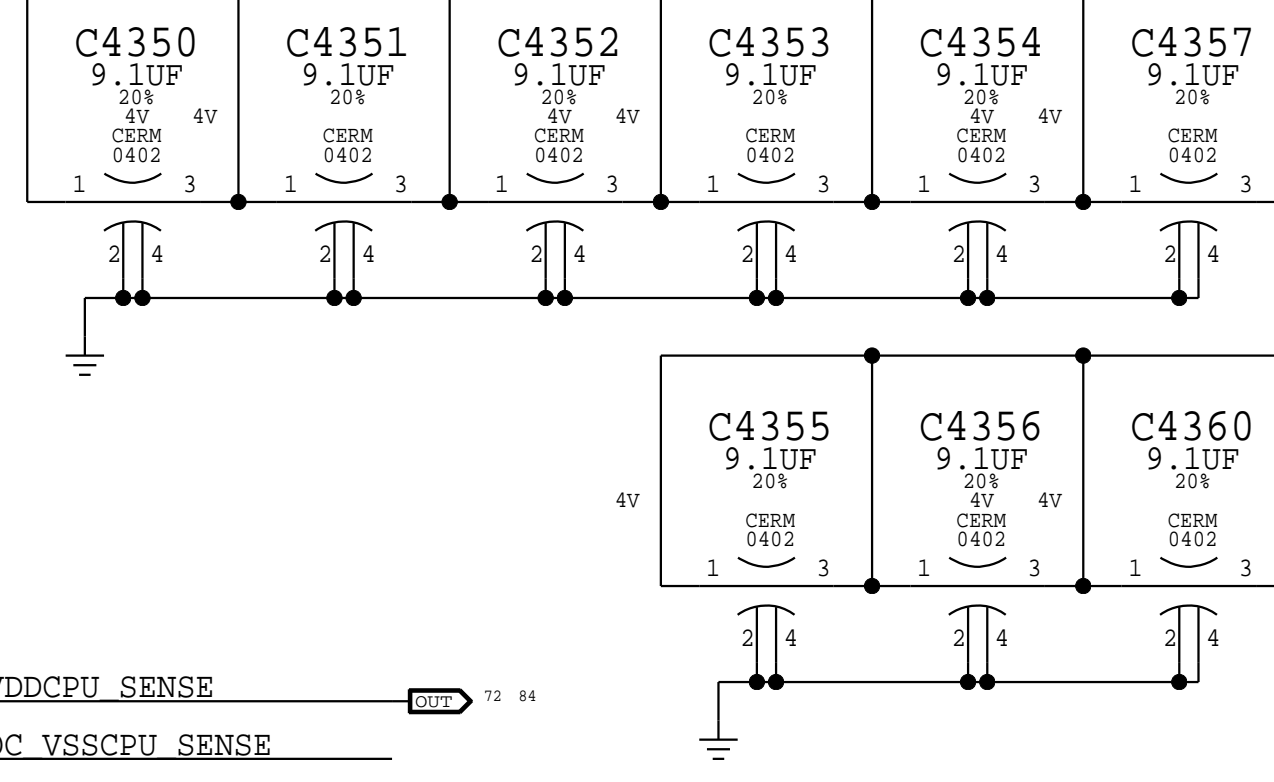 C4350 C4351 C4352 C4353 C4354 C4357
9.1UF 9.1UF 9.1UF 9.1UF 9.1UF 9.1UF
20% 20% 20% 20% 20% 20%
4V 4V 4V 4V 4V 4V
CERM CERM CERM CERM CERM CERM
0402 0402 0402 0402 0402 0402
1 3 1 3 1 3 1 3 1 3 1 3
2 4 2 4 2 4 2 4 2 4 2 4
C4355 C4356 C4360
9.1UF 9.1UF 9.1UF
20% 20% 20%
4V 4V 4V
CERM CERM CERM
0402 0402 0402
1 3 1 3 1 3
2 4 2 4 2 4
VDDCPU_SENSE OUT 72 84
OC_VSSCPU_SENSE